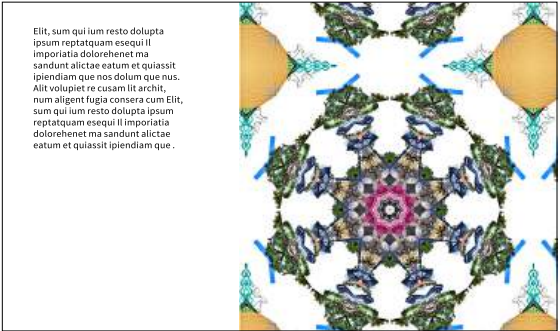 Elit, sum qui ium resto dolupta
ipsum reptatquam esequi Il
imporiatia dolorehenet ma
sandunt alictae eatum et quiassit
ipiendiam que nos dolum que nus.
Alit volupiet re cusam lit archit,
num aligent fugia consera cum Elit,
sum qui ium resto dolupta ipsum
reptatquam esequi Il imporiatia
dolorehenet ma sandunt alictae
eatum et quiassit ipiendiam que .